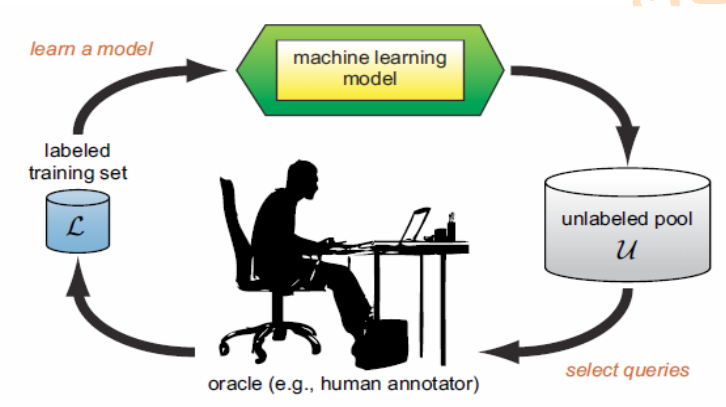 learn a model
machine learning
model
labeled
training set
ℒ
unlabeled pool
𝒰
oracle (e.g., human annotator)
select queries